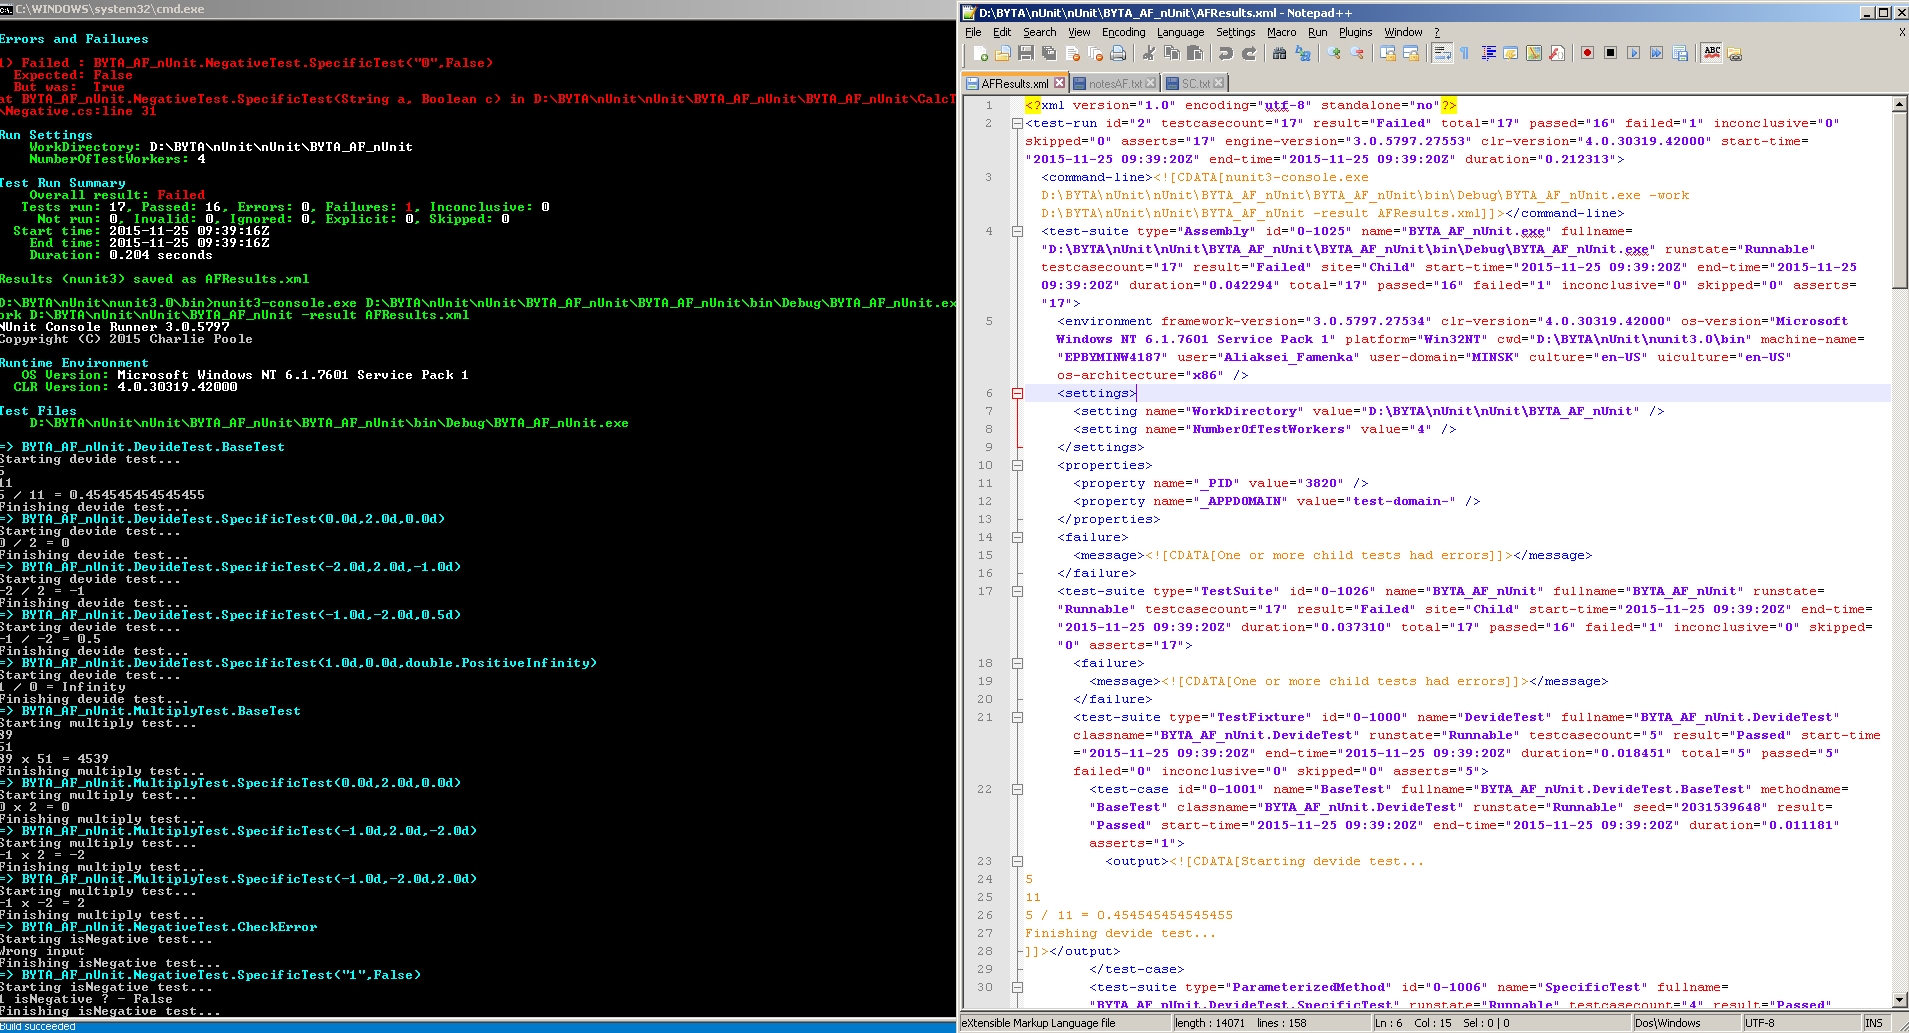 C:\WINDOWS\system32\cmd.exe
Errors and Failures
1) Failed : BYTA_AF_nUnit.NegativeTest.SpecificTest("0",False)
Expected: False
But was: True
at BYTA_AF_nUnit.NegativeTest.SpecificTest(String a, Boolean c) in D:\BYTA\nUnit\nUnit\BYTA_AF_nUnit\BYTA_AF_nUnit\CalcT
\Negative.cs:line 31
Run Settings
WorkDirectory: D:\BYTA\nUnit\nUnit\BYTA_AF_nUnit
NumberOfTestWorkers: 4
Test Run Summary
Overall result: Failed
Tests run: 17, Passed: 16, Errors: 0, Failures: 1, Inconclusive: 0
Not run: 0, Invalid: 0, Ignored: 0, Explicit: 0, Skipped: 0
Start time: 2015-11-25 09:39:16Z
End time: 2015-11-25 09:39:16Z
Duration: 0.204 seconds
Results (nunit3) saved as AFResults.xml
D:\BYTA\nUnit\nunit3.0\bin>nunit3-console.exe D:\BYTA\nUnit\nUnit\BYTA_AF_nUnit\BYTA_AF_nUnit\bin\Debug\BYTA_AF_nUnit.ex
ork D:\BYTA\nUnit\nUnit\BYTA_AF_nUnit -result AFResults.xml
NUnit Console Runner 3.0.5797
Copyright (C) 2015 Charlie Poole
Runtime Environment
OS Version: Microsoft Windows NT 6.1.7601 Service Pack 1
CLR Version: 4.0.30319.42000
Test Files
D:\BYTA\nUnit\nUnit\BYTA_AF_nUnit\BYTA_AF_nUnit\bin\Debug\BYTA_AF_nUnit.exe
=> BYTA_AF_nUnit.DevideTest.BaseTest
Starting devide test...
5
11
5 / 11 = 0.454545454545455
Finishing devide test...
=> BYTA_AF_nUnit.DevideTest.SpecificTest(0.0d,2.0d,0.0d)
Starting devide test...
0 / 2 = 0
Finishing devide test...
=> BYTA_AF_nUnit.DevideTest.SpecificTest(-2.0d,2.0d,-1.0d)
Starting devide test...
-2 / 2 = -1
Finishing devide test...
=> BYTA_AF_nUnit.DevideTest.SpecificTest(-1.0d,-2.0d,0.5d)
Starting devide test...
-1 / -2 = 0.5
Finishing devide test...
=> BYTA_AF_nUnit.DevideTest.SpecificTest(1.0d,0.0d,double.PositiveInfinity)
Starting devide test...
1 / 0 = Infinity
Finishing devide test...
=> BYTA_AF_nUnit.MultiplyTest.BaseTest
Starting multiply test...
89
51
89 x 51 = 4539
Finishing multiply test...
=> BYTA_AF_nUnit.MultiplyTest.SpecificTest(0.0d,2.0d,0.0d)
Starting multiply test...
0 x 2 = 0
Finishing multiply test...
=> BYTA_AF_nUnit.MultiplyTest.SpecificTest(-1.0d,2.0d,-2.0d)
Starting multiply test...
-1 x 2 = -2
Finishing multiply test...
=> BYTA_AF_nUnit.MultiplyTest.SpecificTest(-1.0d,-2.0d,2.0d)
Starting multiply test...
-1 x -2 = 2
Finishing multiply test...
=> BYTA_AF_nUnit.NegativeTest.CheckError
Starting isNegative test...
Wrong input
Finishing isNegative test...
=> BYTA_AF_nUnit.NegativeTest.SpecificTest("1",False)
Starting isNegative test...
1 isNegative ? - False
Finishing isNegative test...
Build succeeded
D:\BYTA\nUnit\nUnit\BYTA_AF_nUnit\AFResults.xml - Notepad++
File Edit Search View Encoding Language Settings Macro Run Plugins Window ? X
ABC
AFResults.xml notesAF.txt SC.txt
1 <?xml version="1.0" encoding="utf-8" standalone="no"?>
2 <test-run id="2" testcasecount="17" result="Failed" total="17" passed="16" failed="1" inconclusive="0"
skipped="0" asserts="17" engine-version="3.0.5797.27553" clr-version="4.0.30319.42000" start-time=
"2015-11-25 09:39:20Z" end-time="2015-11-25 09:39:20Z" duration="0.212313">
3 <command-line><![CDATA[nunit3-console.exe
D:\BYTA\nUnit\nUnit\BYTA_AF_nUnit\BYTA_AF_nUnit\bin\Debug\BYTA_AF_nUnit.exe -work
D:\BYTA\nUnit\nUnit\BYTA_AF_nUnit -result AFResults.xml]]></command-line>
4 <test-suite type="Assembly" id="0-1025" name="BYTA_AF_nUnit.exe" fullname=
"D:\BYTA\nUnit\nUnit\BYTA_AF_nUnit\BYTA_AF_nUnit\bin\Debug\BYTA_AF_nUnit.exe" runstate="Runnable"
testcasecount="17" result="Failed" site="Child" start-time="2015-11-25 09:39:20Z" end-time="2015-11-25
09:39:20Z" duration="0.042294" total="17" passed="16" failed="1" inconclusive="0" skipped="0" asserts=
"17">
5 <environment framework-version="3.0.5797.27534" clr-version="4.0.30319.42000" os-version="Microsoft
Windows NT 6.1.7601 Service Pack 1" platform="Win32NT" cwd="D:\BYTA\nUnit\nunit3.0\bin" machine-name=
"EPBYMINW4187" user="Aliaksei_Famenka" user-domain="MINSK" culture="en-US" uiculture="en-US"
os-architecture="x86" />
6 <settings>
7 <setting name="WorkDirectory" value="D:\BYTA\nUnit\nUnit\BYTA_AF_nUnit" />
8 <setting name="NumberOfTestWorkers" value="4" />
9 </settings>
10 <properties>
11 <property name="_PID" value="3820" />
12 <property name="_APPDOMAIN" value="test-domain-" />
13 </properties>
14 <failure>
15 <message><![CDATA[One or more child tests had errors]]></message>
16 </failure>
17 <test-suite type="TestSuite" id="0-1026" name="BYTA_AF_nUnit" fullname="BYTA_AF_nUnit" runstate=
"Runnable" testcasecount="17" result="Failed" site="Child" start-time="2015-11-25 09:39:20Z" end-time=
"2015-11-25 09:39:20Z" duration="0.037310" total="17" passed="16" failed="1" inconclusive="0" skipped=
"0" asserts="17">
18 <failure>
19 <message><![CDATA[One or more child tests had errors]]></message>
20 </failure>
21 <test-suite type="TestFixture" id="0-1000" name="DevideTest" fullname="BYTA_AF_nUnit.DevideTest"
classname="BYTA_AF_nUnit.DevideTest" runstate="Runnable" testcasecount="5" result="Passed" start-time
="2015-11-25 09:39:20Z" end-time="2015-11-25 09:39:20Z" duration="0.018451" total="5" passed="5"
failed="0" inconclusive="0" skipped="0" asserts="5">
22 <test-case id="0-1001" name="BaseTest" fullname="BYTA_AF_nUnit.DevideTest.BaseTest" methodname=
"BaseTest" classname="BYTA_AF_nUnit.DevideTest" runstate="Runnable" seed="2031539648" result=
"Passed" start-time="2015-11-25 09:39:20Z" end-time="2015-11-25 09:39:20Z" duration="0.011181"
asserts="1">
23 <output><![CDATA[Starting devide test...
24 5
25 11
26 5 / 11 = 0.454545454545455
27 Finishing devide test...
28 ]]></output>
29 </test-case>
30 <test-suite type="ParameterizedMethod" id="0-1006" name="SpecificTest" fullname=
"BYTA_AF_nUnit.DevideTest.SpecificTest" runstate="Runnable" testcasecount="4" result="Passed"
eXtensible Markup Language file length : 14071 lines : 158 Ln : 6 Col : 15 Sel : 0 | 0 Dos\Windows UTF-8 INS